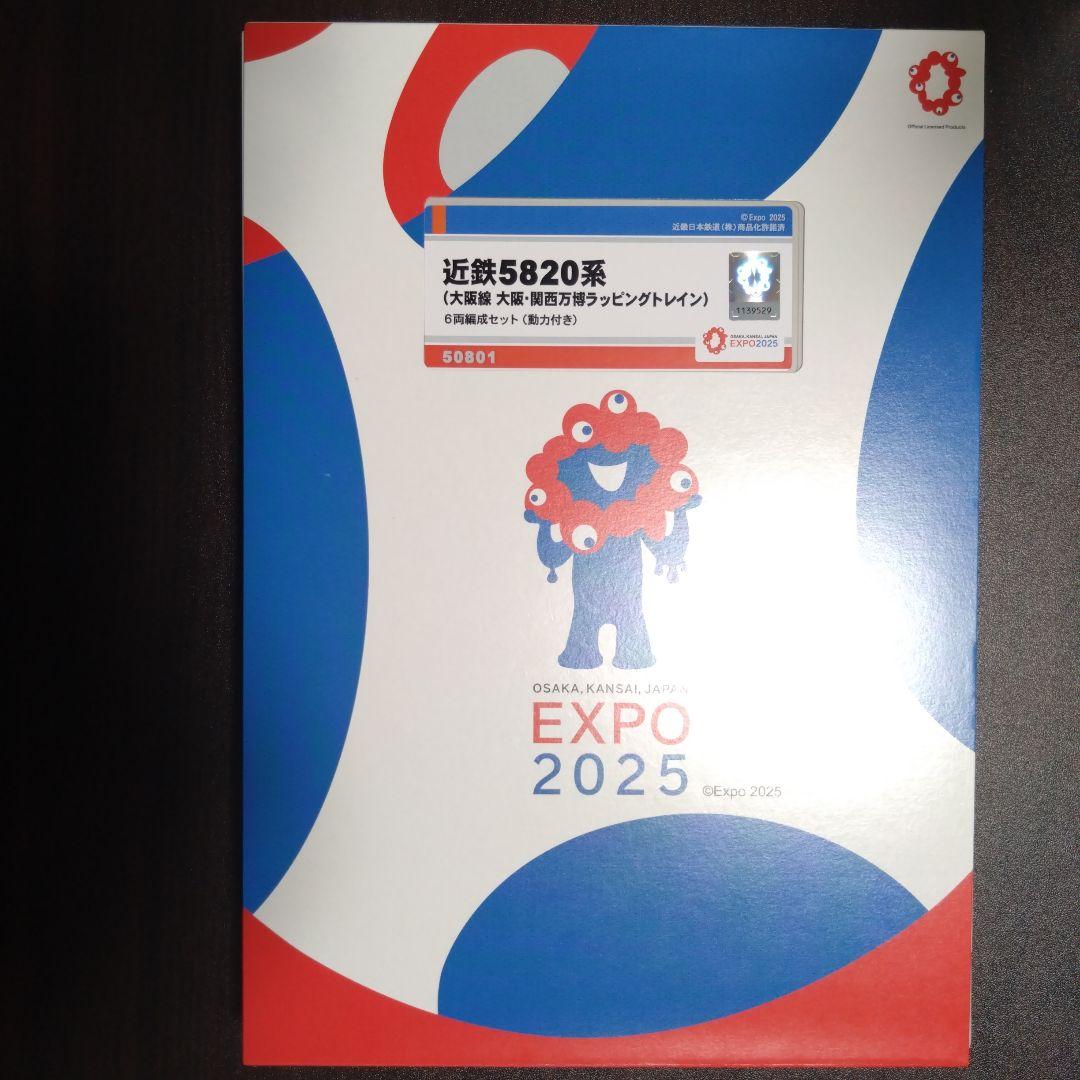 Official Licensed Products
©Expo 2025
近畿日本鉄道(株)商品化許諾済
近鉄5820系
(大阪線 大阪・関西万博ラッピングトレイン)
6両編成セット(動力付き)
1139529
OSAKA, KANSAI, JAPAN
EXPO2025
50801
OSAKA, KANSAI, JAPAN
EXPO
2025
©Expo 2025